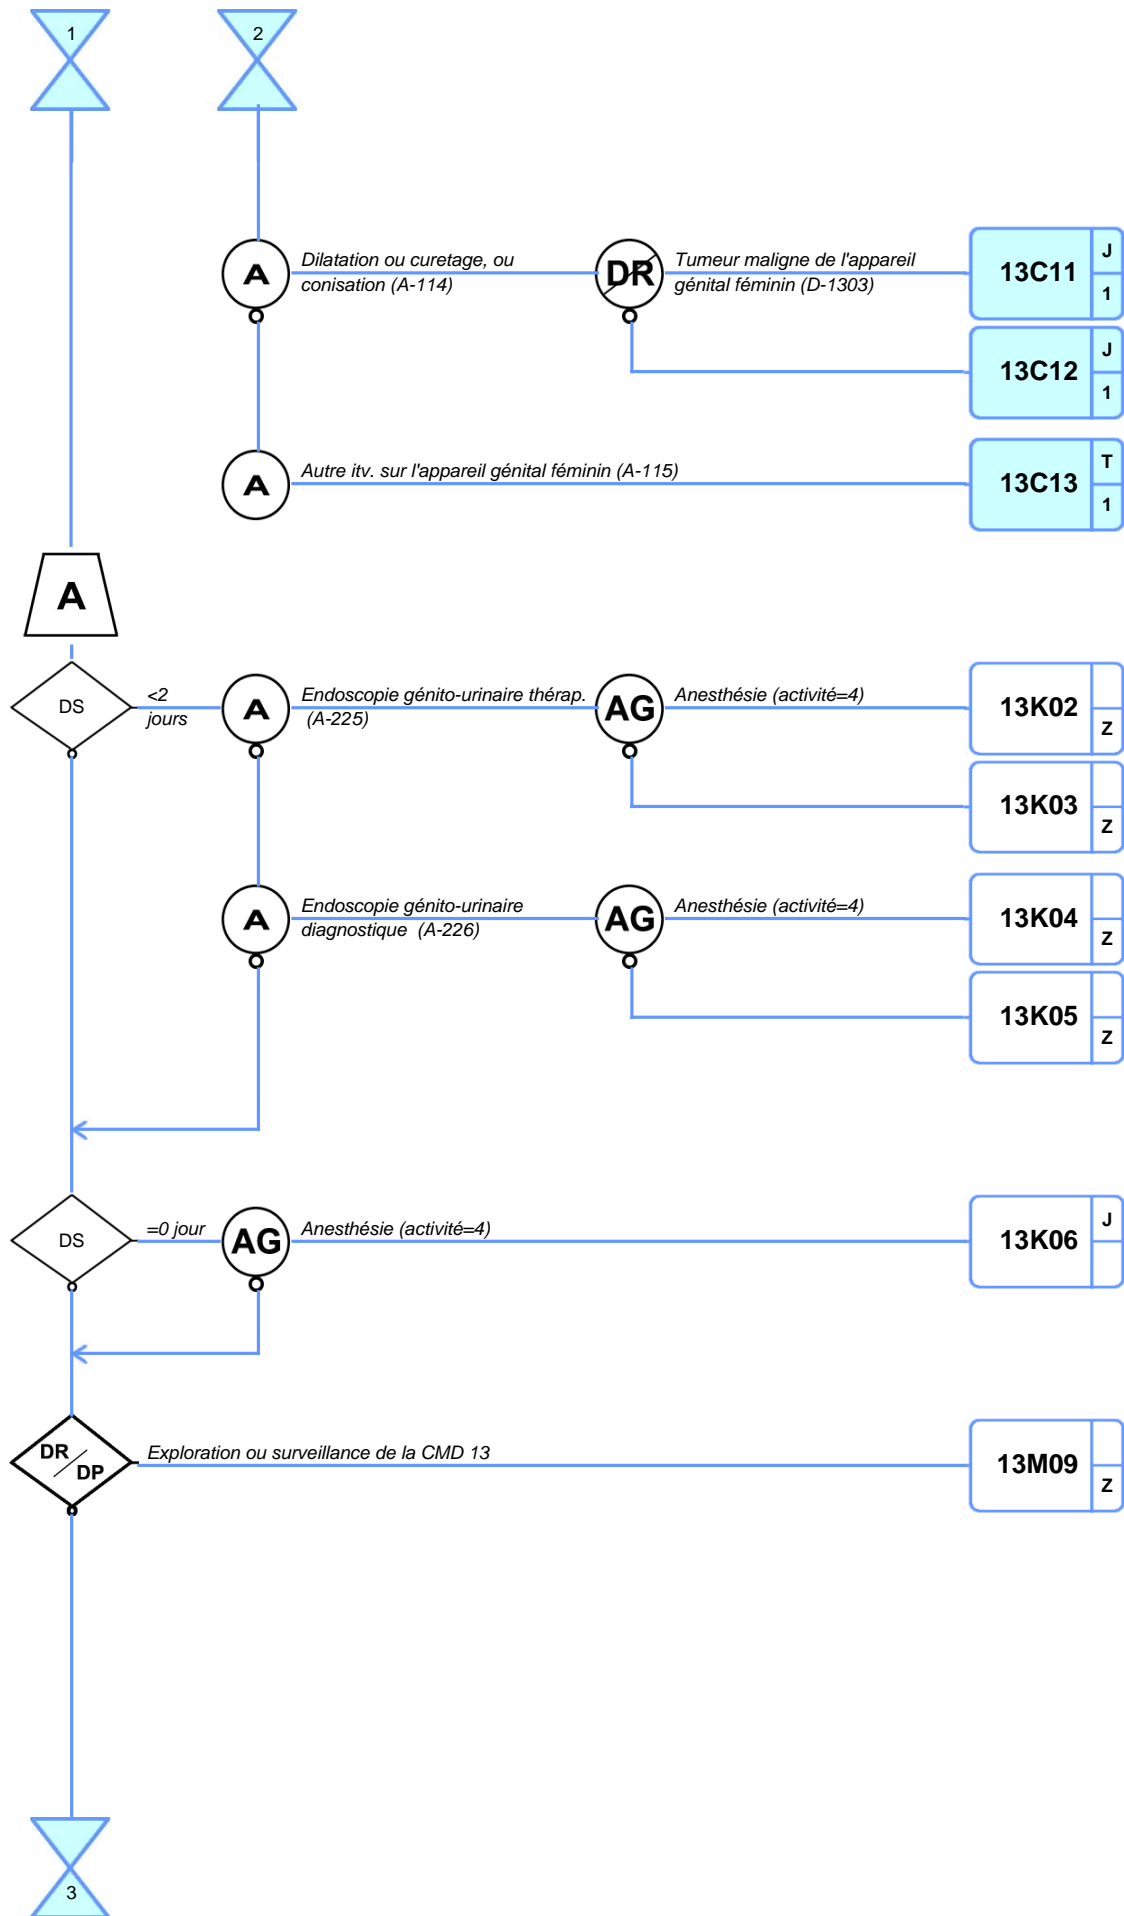 1
2
A
Dilatation ou curetage, ou
conisation (A-114)
DR
Tumeur maligne de l'appareil
génital féminin (D-1303)
13C11
J
1
13C12
J
1
A
Autre itv. sur l'appareil génital féminin (A-115)
13C13
T
1
A
DS
<2
jours
A
Endoscopie génito-urinaire thérap.
(A-225)
AG
Anesthésie (activité=4)
13K02
Z
13K03
Z
A
Endoscopie génito-urinaire
diagnostique (A-226)
AG
Anesthésie (activité=4)
13K04
Z
13K05
Z
DS
=0 jour
AG
Anesthésie (activité=4)
13K06
J
DR
DP
Exploration ou surveillance de la CMD 13
13M09
Z
3